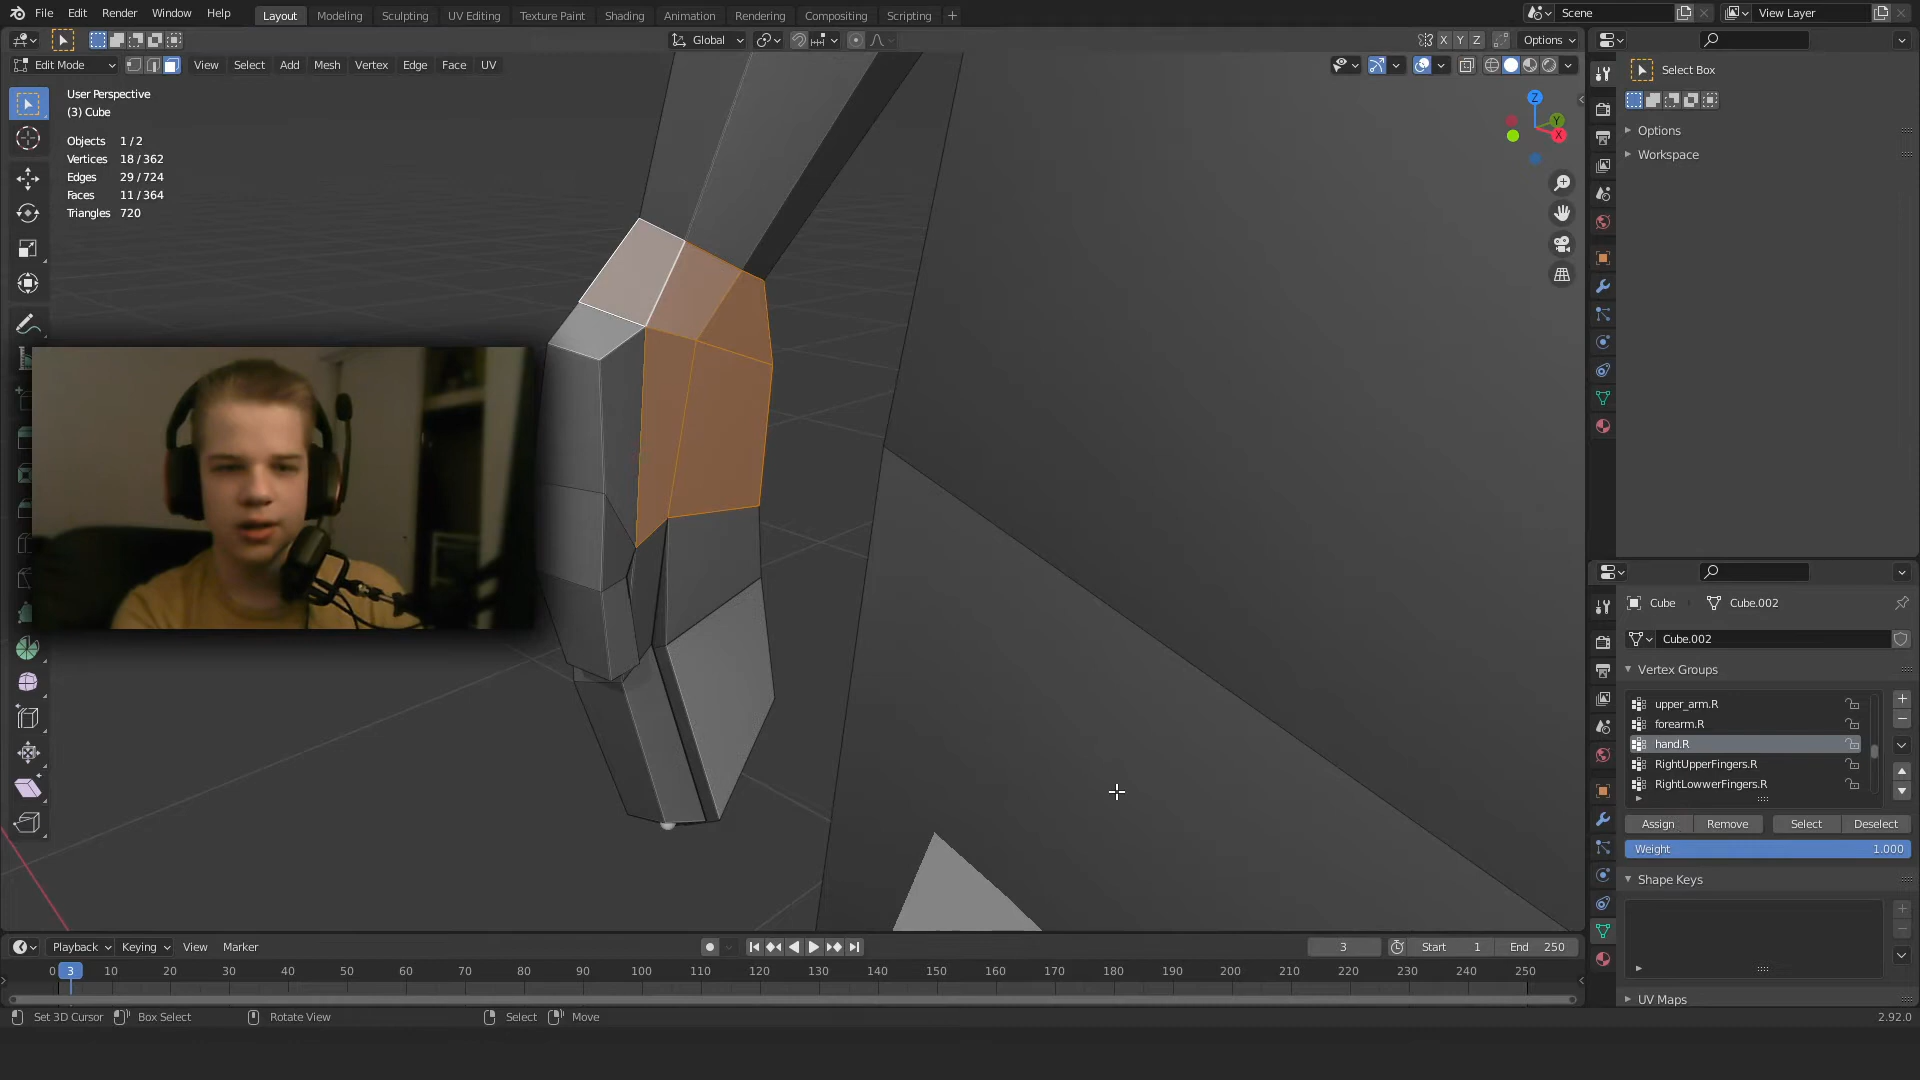 File Edit Render Window Help
Layout Modeling Sculpting UV Editing Texture Paint Shading Animation Rendering Compositing Scripting
Scene
View Layer
Global
X Y Z
Options
Edit Mode
View Select Add Mesh Vertex Edge Face UV
User Perspective
(3) Cube
Objects 1 / 2
Vertices 18 / 362
Edges 29 / 724
Faces 11 / 364
Triangles 720
Z
Y
X
Select Box
Options
Workspace
Cube Cube.002
Cube.002
Vertex Groups
upper_arm.R
forearm.R
hand.R
RightUpperFingers.R
RightLowwerFingers.R
Assign Remove Select Deselect
Weight 1.000
Shape Keys
UV Maps
Playback Keying View Marker
3
Start 1
End 250
0 3 10 20 30 40 50 60 70 80 90 100 110 120 130 140 150 160 170 180 190 200 210 220 230 240 250
Set 3D Cursor Box Select Rotate View Select Move
2.92.0